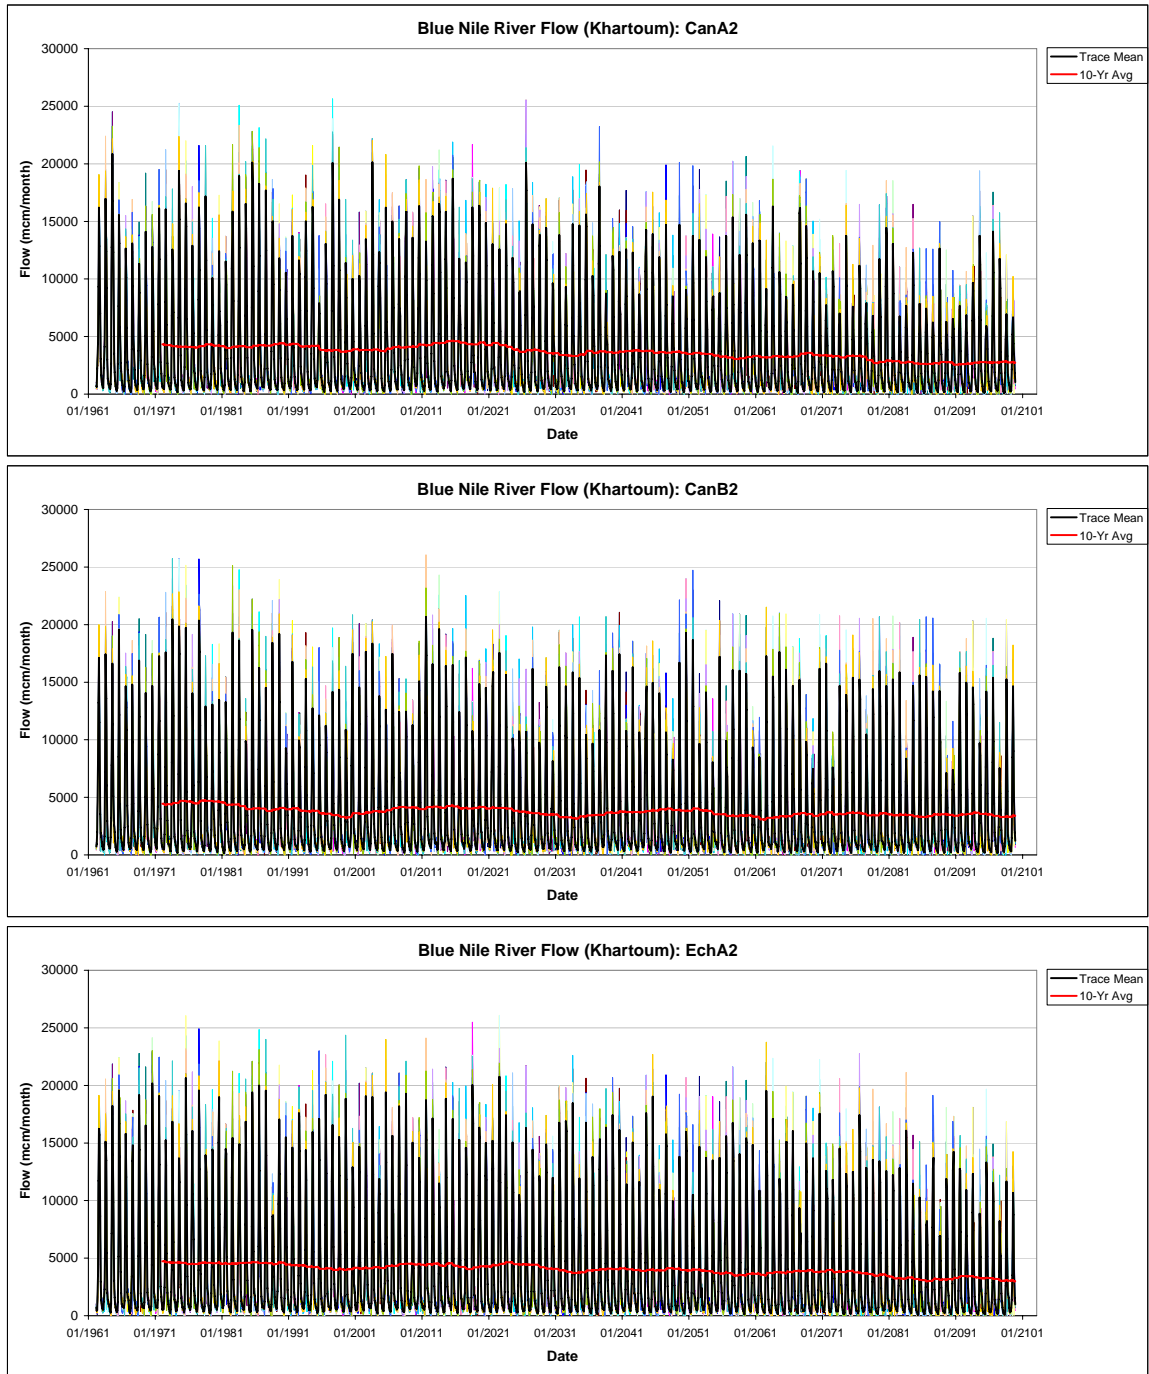 Blue Nile River Flow (Khartoum): CanA2
30000
25000
20000
15000
10000
5000
0
Flow (mcm/month)
01/1961 01/1971 01/1981 01/1991 01/2001 01/2011 01/2021 01/2031 01/2041 01/2051 01/2061 01/2071 01/2081 01/2091 01/2101
Date
Trace Mean
10-Yr Avg
Blue Nile River Flow (Khartoum): CanB2
30000
25000
20000
15000
10000
5000
0
Flow (mcm/month)
01/1961 01/1971 01/1981 01/1991 01/2001 01/2011 01/2021 01/2031 01/2041 01/2051 01/2061 01/2071 01/2081 01/2091 01/2101
Date
Trace Mean
10-Yr Avg
Blue Nile River Flow (Khartoum): EchA2
30000
25000
20000
15000
10000
5000
0
Flow (mcm/month)
01/1961 01/1971 01/1981 01/1991 01/2001 01/2011 01/2021 01/2031 01/2041 01/2051 01/2061 01/2071 01/2081 01/2091 01/2101
Date
Trace Mean
10-Yr Avg